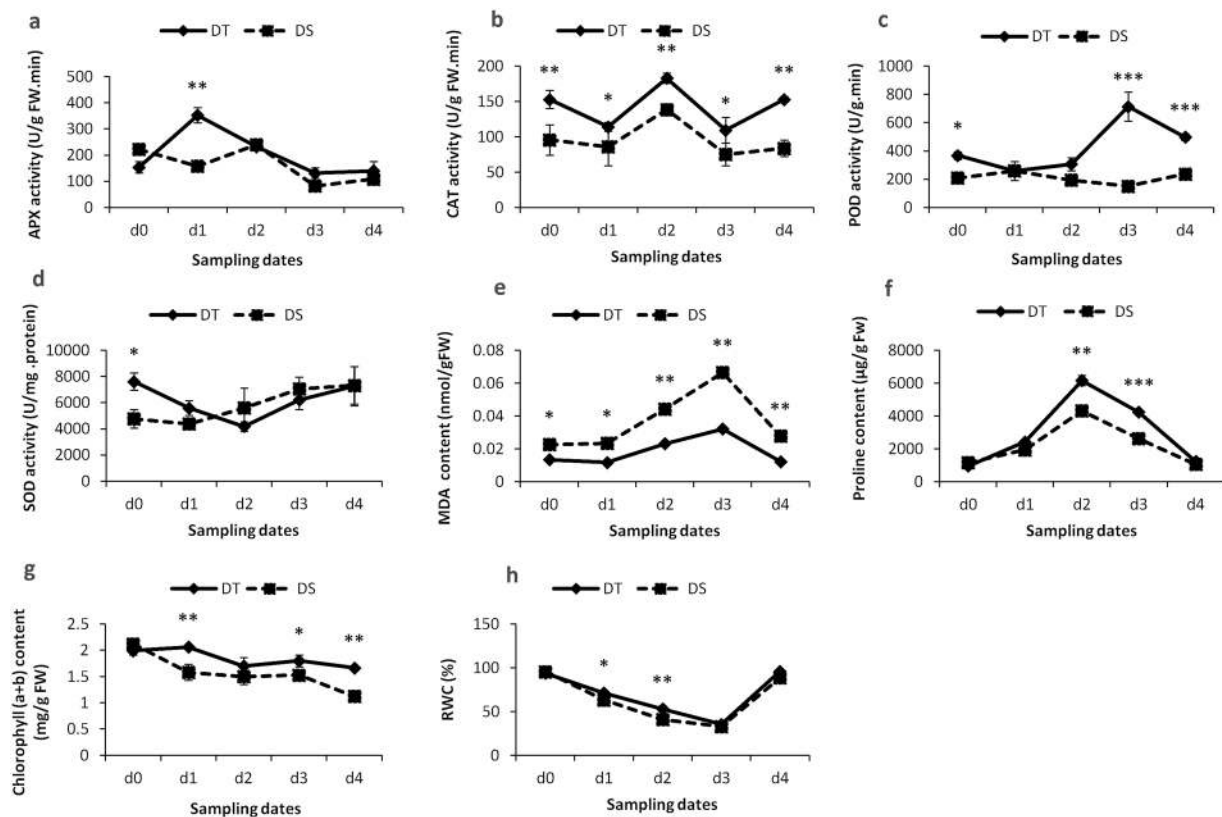 a
DT DS
APX activity (U/g FW.min)
500
400
300
200
100
0
**
d0 d1 d2 d3 d4
Sampling dates
b
DT DS
CAT activity (U/g FW.min)
200
150
100
50
0
** * ** * **
d0 d1 d2 d3 d4
Sampling dates
c
DT DS
POD activity (U/g.min)
1000
800
600
400
200
0
* *** ***
d0 d1 d2 d3 d4
Sampling dates
d
DT DS
SOD activity (U/mg .protein)
10000
8000
6000
4000
2000
0
*
d0 d1 d2 d3 d4
Sampling dates
e
DT DS
MDA content (nmol/gFW)
0.08
0.06
0.04
0.02
0
* * ** ** **
d0 d1 d2 d3 d4
Sampling dates
f
DT DS
Proline content (µg/g Fw)
8000
6000
4000
2000
0
** ***
d0 d1 d2 d3 d4
Sampling dates
g
DT DS
Chlorophyll (a+b) content
(mg/g FW)
2.5
2
1.5
1
0.5
0
** * **
d0 d1 d2 d3 d4
Sampling dates
h
DT DS
RWC (%)
150
100
50
0
* **
d0 d1 d2 d3 d4
Sampling dates